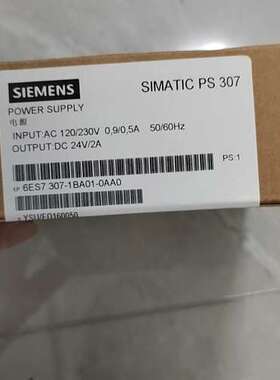 SIEMENS
SIMATIC PS 307
POWER SUPPLY
电源
INPUT:AC 120/230V 0,9/0,5A 50/60Hz
OUTPUT:DC 24V/2A
PS:1
1P 6ES7 307-1BA01-0AA0